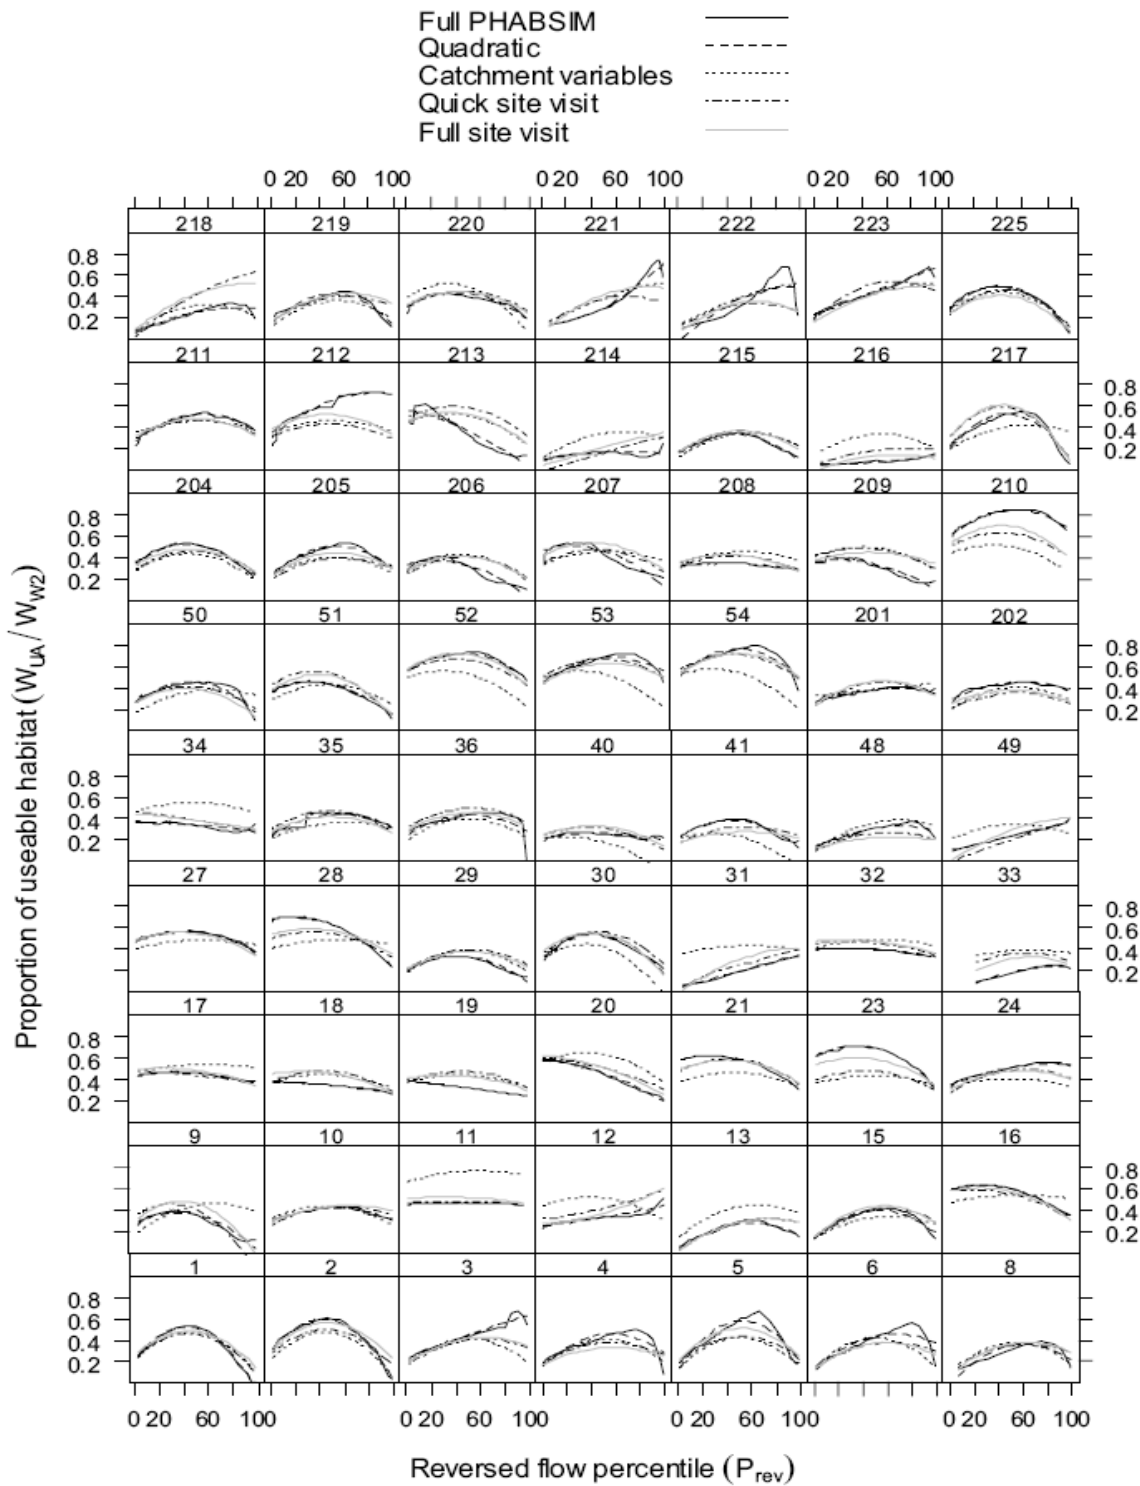 Full PHABSIM
Quadratic
Catchment variables
Quick site visit
Full site visit
0 20 60 100 0 20 60 100 0 20 60 100
218 219 220 221 222 223 225
0.8
0.6
0.4
0.2
211 212 213 214 215 216 217
0.8
0.6
0.4
0.2
204 205 206 207 208 209 210
0.8
0.6
0.4
0.2
50 51 52 53 54 201 202
0.8
0.6
0.4
0.2
34 35 36 40 41 48 49
0.8
0.6
0.4
0.2
27 28 29 30 31 32 33
0.8
0.6
0.4
0.2
17 18 19 20 21 23 24
0.8
0.6
0.4
0.2
9 10 11 12 13 15 16
0.8
0.6
0.4
0.2
1 2 3 4 5 6 8
0.8
0.6
0.4
0.2
0 20 60 100 0 20 60 100 0 20 60 100 0 20 60 100
Reversed flow percentile (Prev)
Proportion of useable habitat (WUA/WW2)